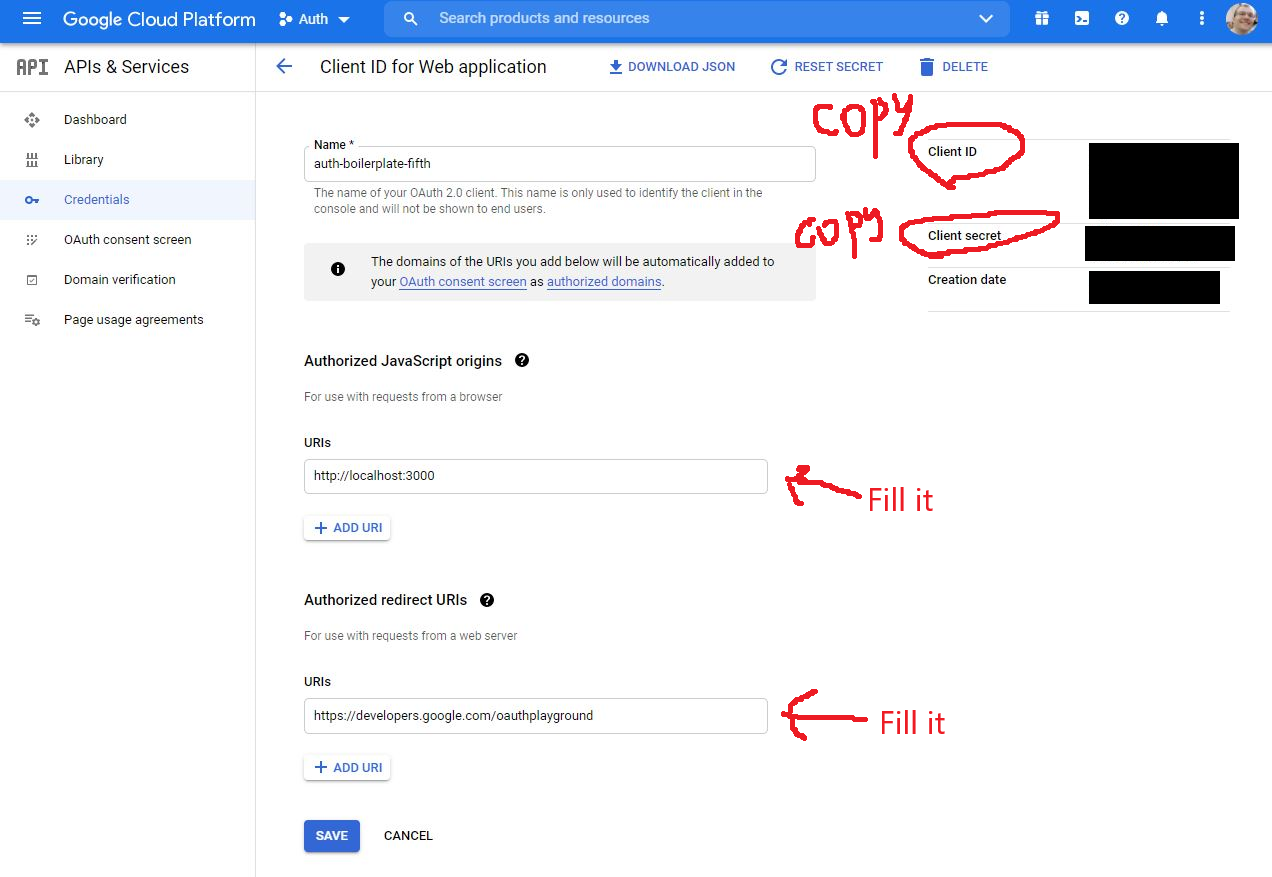 Google Cloud Platform
Auth
Search products and resources
API APIs & Services
Client ID for Web application
DOWNLOAD JSON
RESET SECRET
DELETE
Dashboard
Library
Credentials
OAuth consent screen
Domain verification
Page usage agreements
Name *
auth-boilerplate-fifth
The name of your OAuth 2.0 client. This name is only used to identify the client in the
console and will not be shown to end users.
The domains of the URIs you add below will be automatically added to
your OAuth consent screen as authorized domains.
copy
Client ID
copy
Client secret
Creation date
Authorized JavaScript origins
For use with requests from a browser
URIs
http://localhost:3000
Fill it
ADD URI
Authorized redirect URIs
For use with requests from a web server
URIs
https://developers.google.com/oauthplayground
Fill it
ADD URI
SAVE
CANCEL